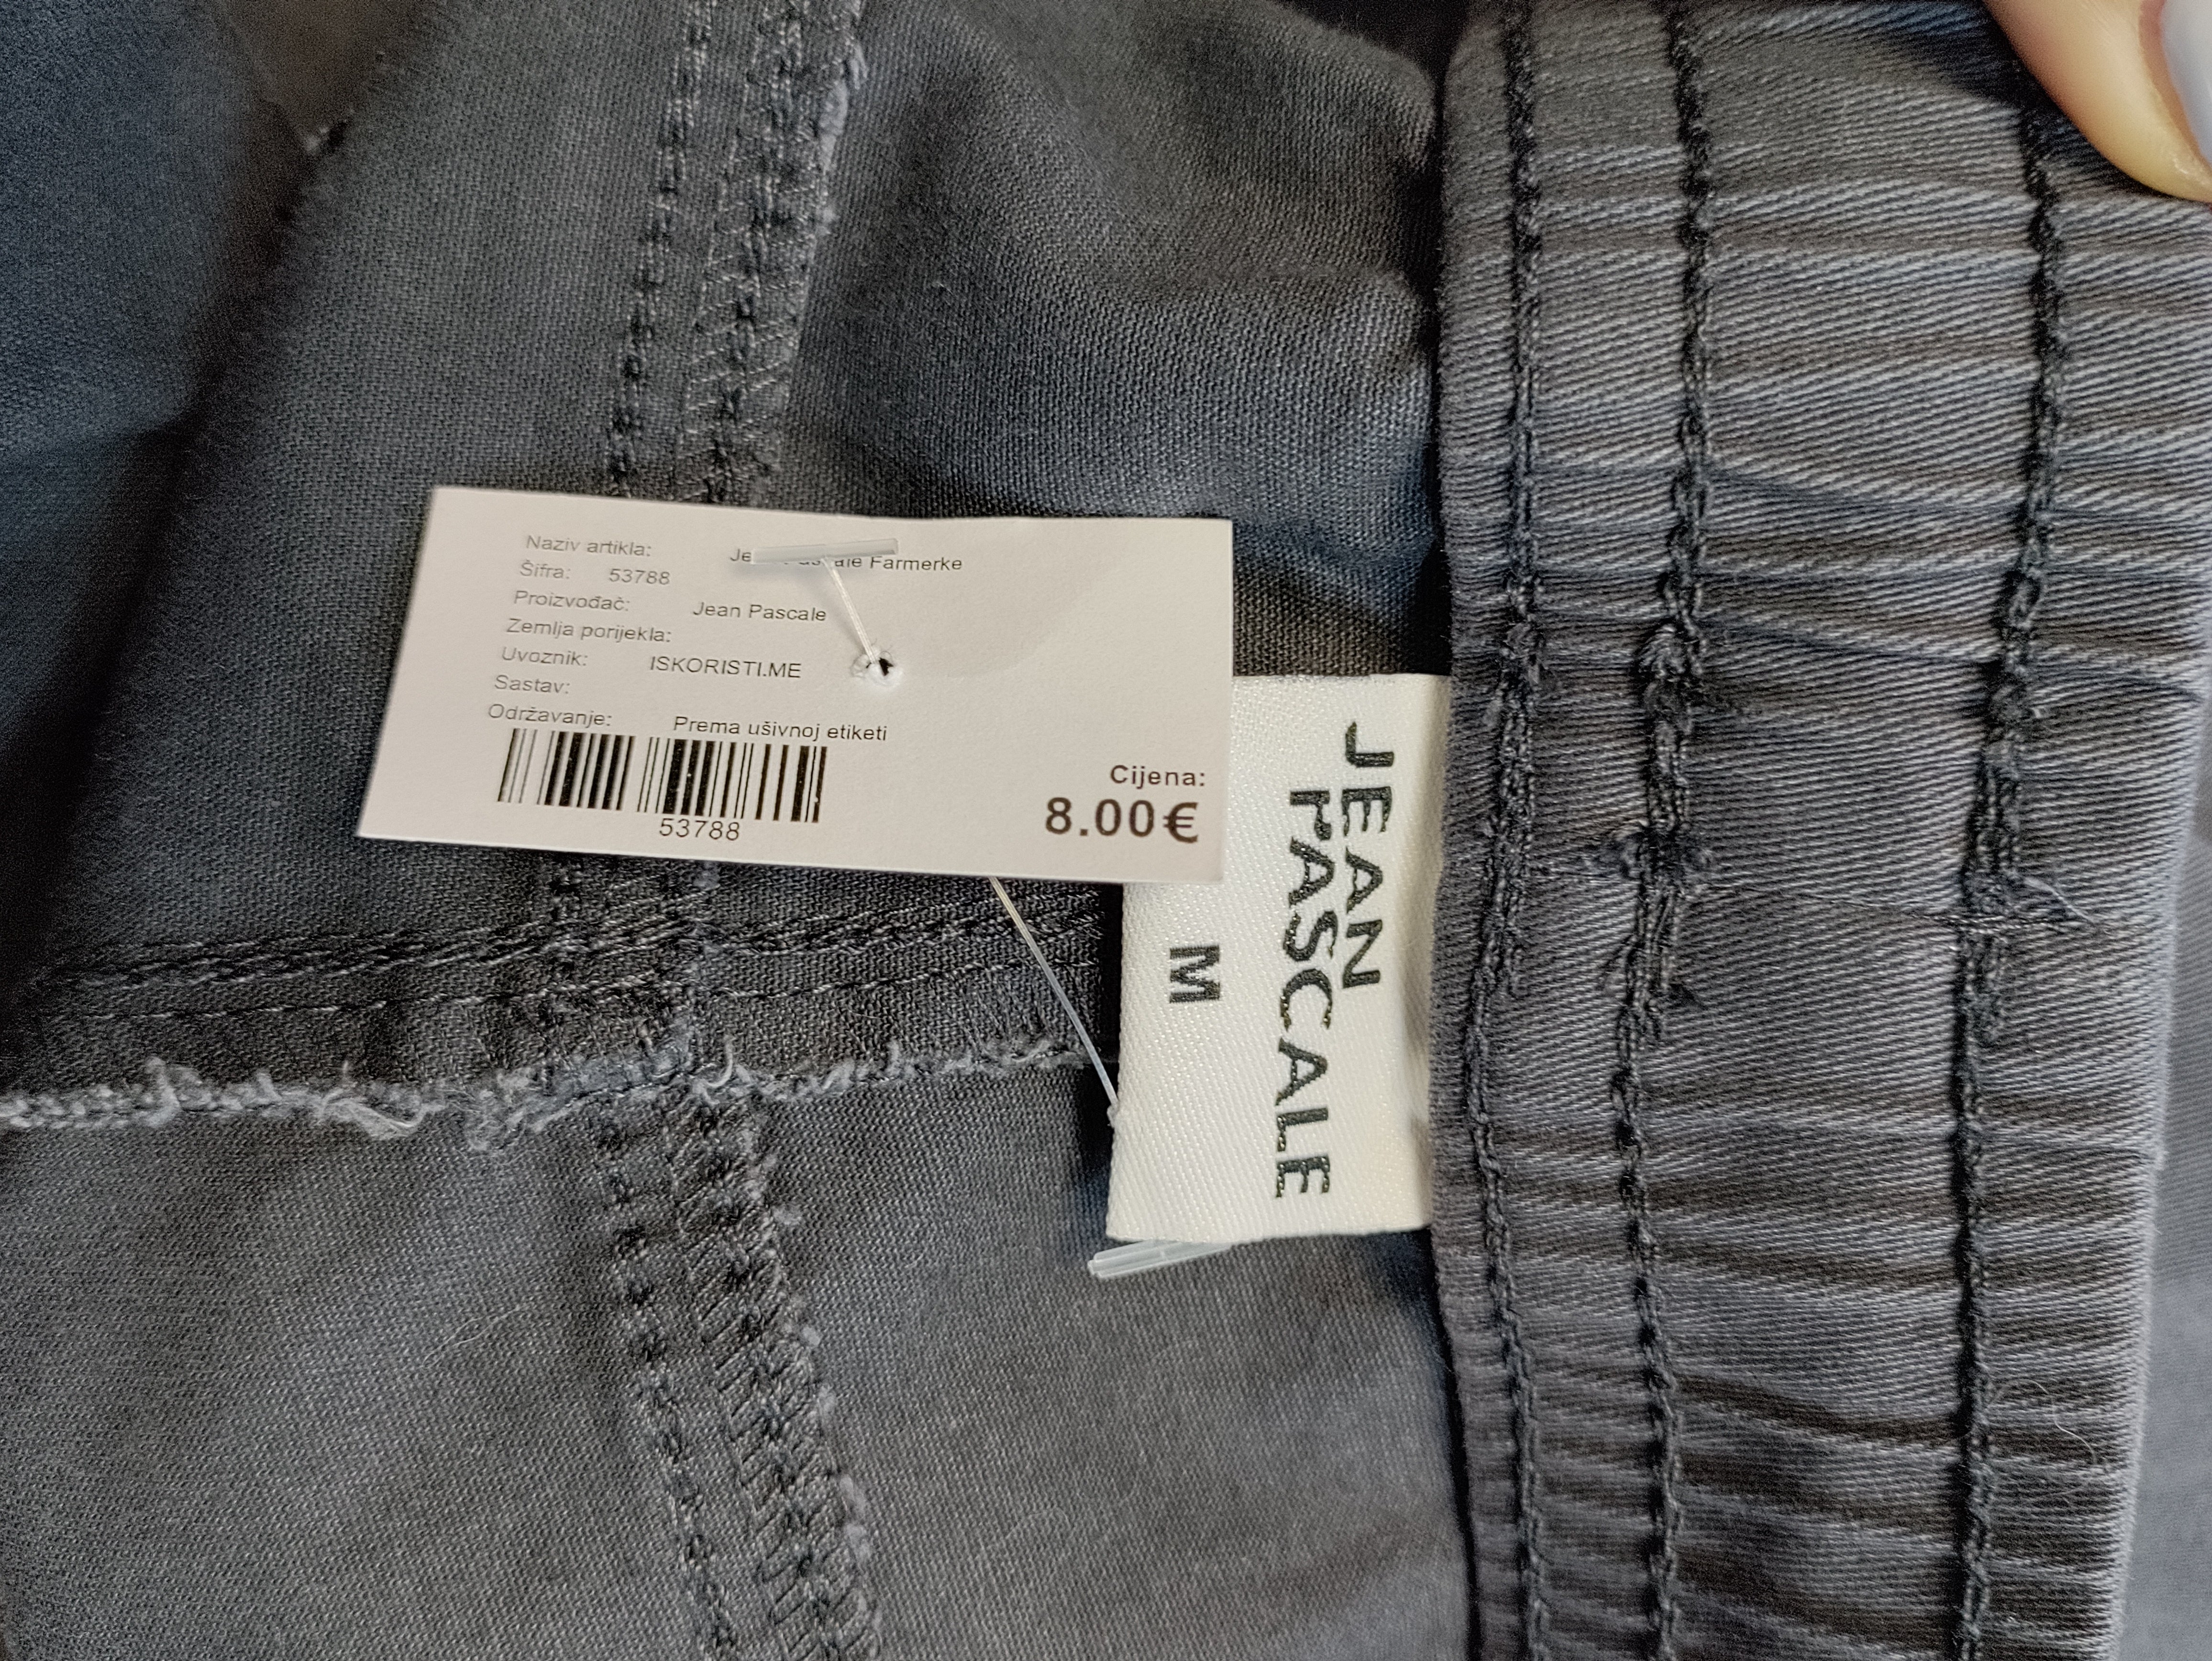 Naziv artikla: Farmerke
Šifra: 53788
Proizvođač: Jean Pascale
Zemlja porijekla:
Uvoznik: ISKORISTI.ME
Sastav:
Održavanje: Prema ušivnoj etiketi
53788
Cijena:
8.00€
JEAN
PASCALE
M